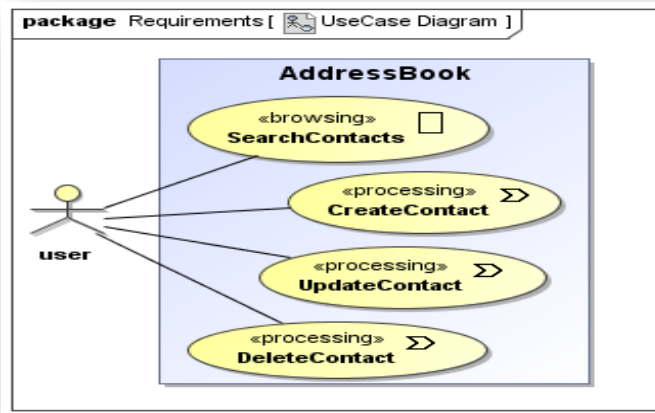 package Requirements [ UseCase Diagram ]
AddressBook
«browsing»
SearchContacts
«processing»
CreateContact
user
«processing»
UpdateContact
«processing»
DeleteContact